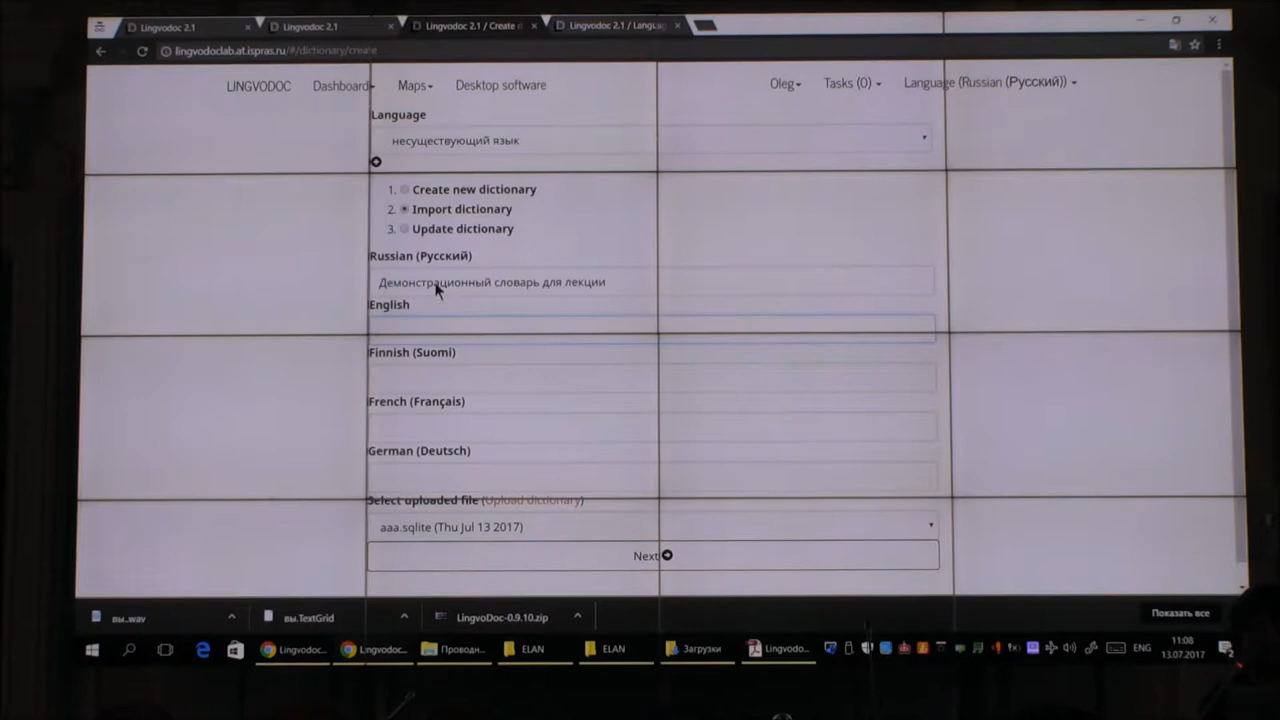 Lingvodoc 2.1
Lingvodoc 2.1
Lingvodoc 2.1 / Create d
Lingvodoc 2.1 / Langua
lingvodoclab.at.ispras.ru/#/dictionary/create
LINGVODOC Dashboard Maps Desktop software Oleg Tasks (0) Language (Russian (Русский))
Language
несуществующий язык
1. Create new dictionary
2. Import dictionary
3. Update dictionary
Russian (Русский)
Демонстрационный словарь для лекции
English
Finnish (Suomi)
French (Français)
German (Deutsch)
Select uploaded file (Upload dictionary)
aaa.sqlite (Thu Jul 13 2017)
Next
вы..wav
вы.TextGrid
LingvoDoc-0.9.10.zip
Показать все
Lingvodoc...
Lingvodoc...
Проводн...
ELAN
ELAN
Загрузки
Lingvodo...
ENG
11:08
13.07.2017
2